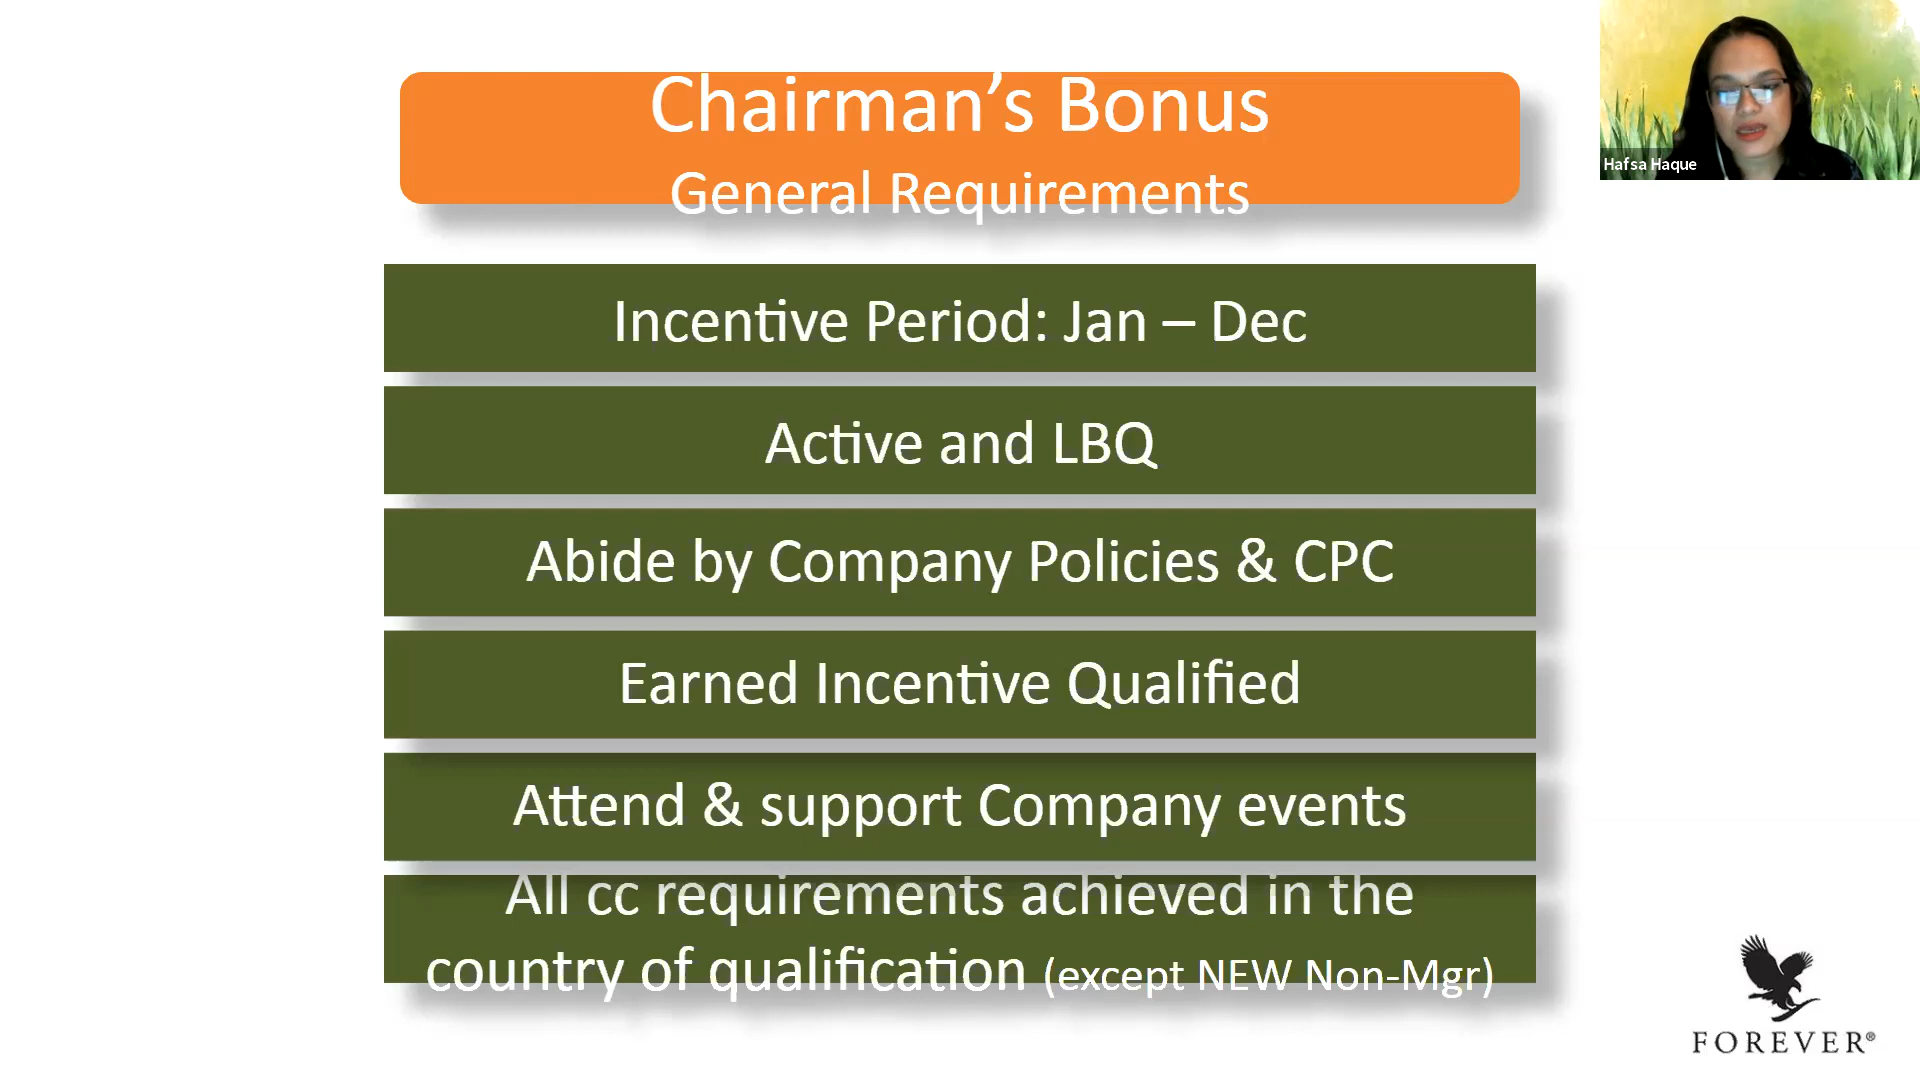 Chairman’s Bonus
General Requirements
Hafsa Haque
Incentive Period: Jan – Dec
Active and LBQ
Abide by Company Policies & CPC
Earned Incentive Qualified
Attend & support Company events
All cc requirements achieved in the
country of qualification (except NEW Non-Mgr)
FOREVER®